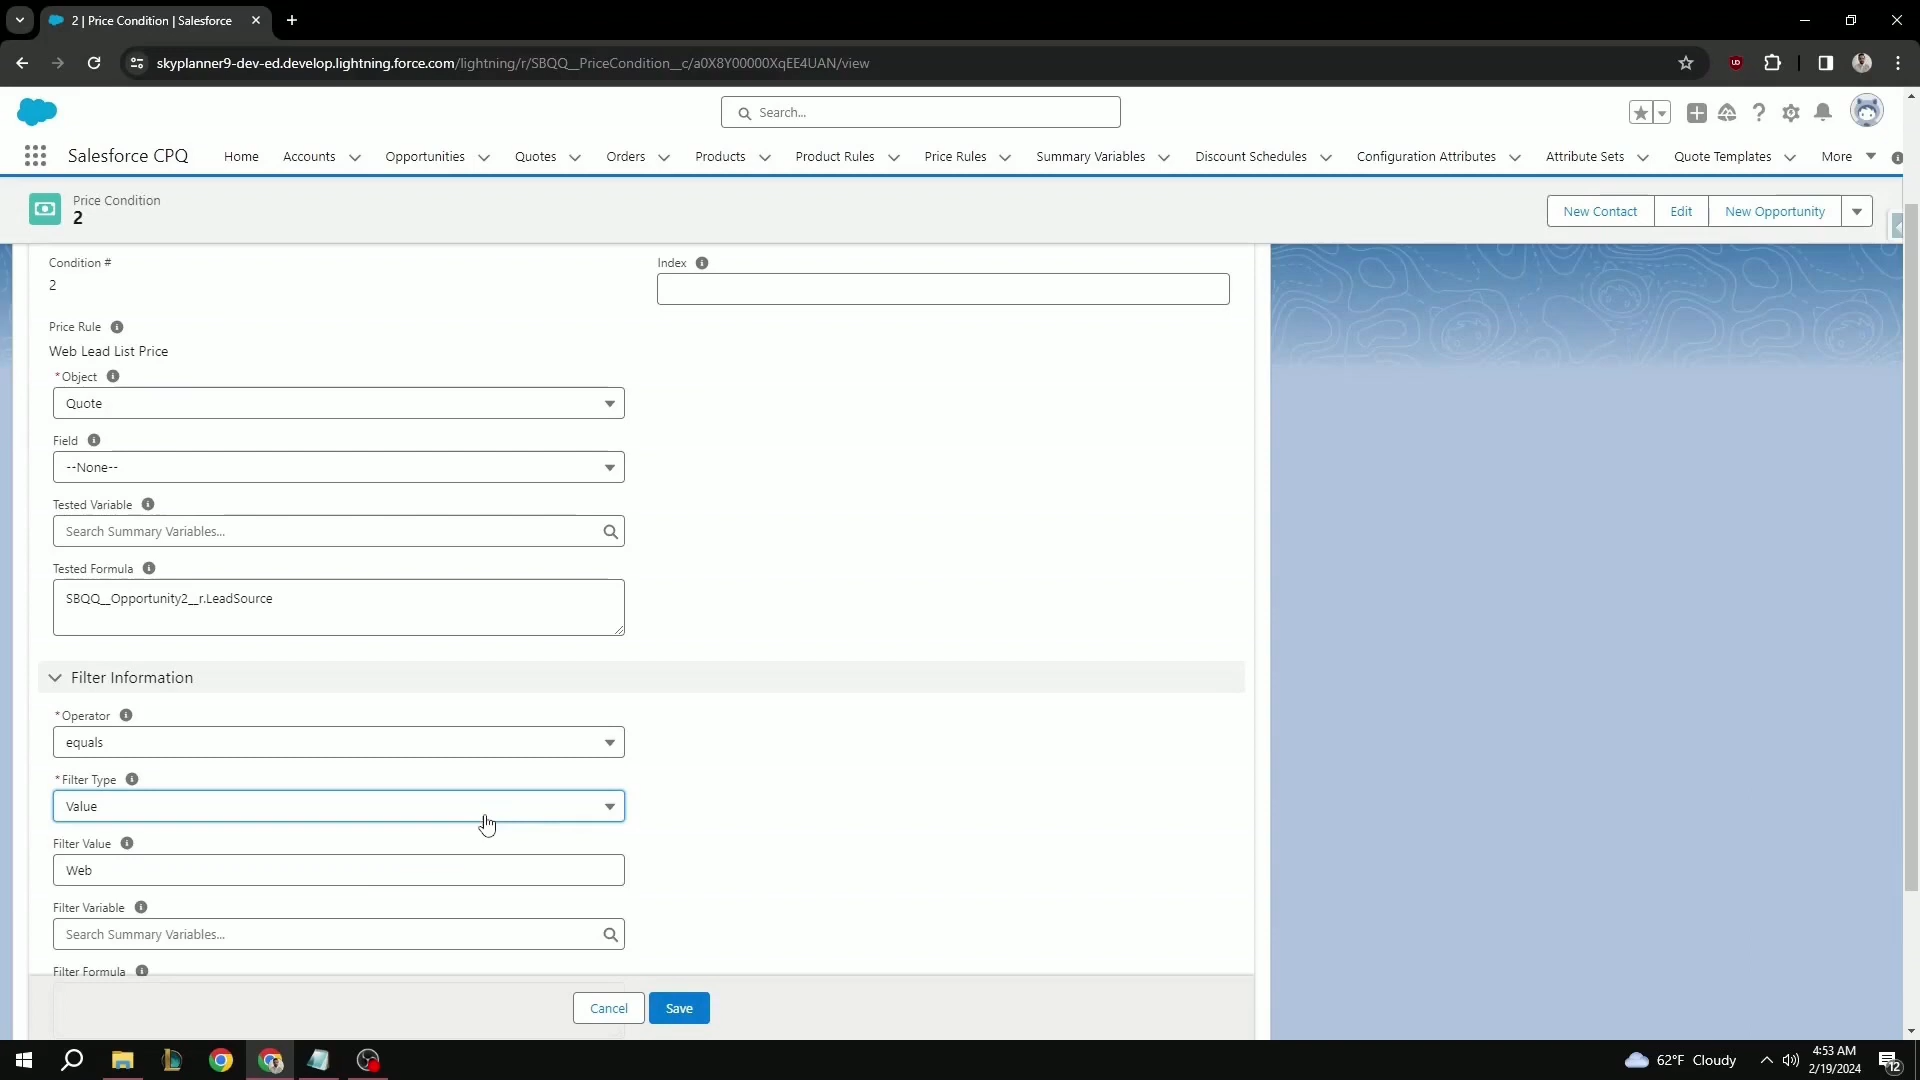 2 | Price Condition | Salesforce
skyplanner9-dev-ed.develop.lightning.force.com/lightning/r/SBQQ__PriceCondition__c/a0X8Y00000XqEE4UAN/view
Search...
Salesforce CPQ
Home
Accounts
Opportunities
Quotes
Orders
Products
Product Rules
Price Rules
Summary Variables
Discount Schedules
Configuration Attributes
Attribute Sets
Quote Templates
More
Price Condition
2
New Contact
Edit
New Opportunity
Condition #
2
Index
Price Rule
Web Lead List Price
*Object
Quote
Field
--None--
Tested Variable
Search Summary Variables...
Tested Formula
SBQQ__Opportunity2__r.LeadSource
Filter Information
*Operator
equals
*Filter Type
Value
Filter Value
Web
Filter Variable
Search Summary Variables...
Filter Formula
Cancel
Save
62°F Cloudy
4:53 AM
2/19/2024
12